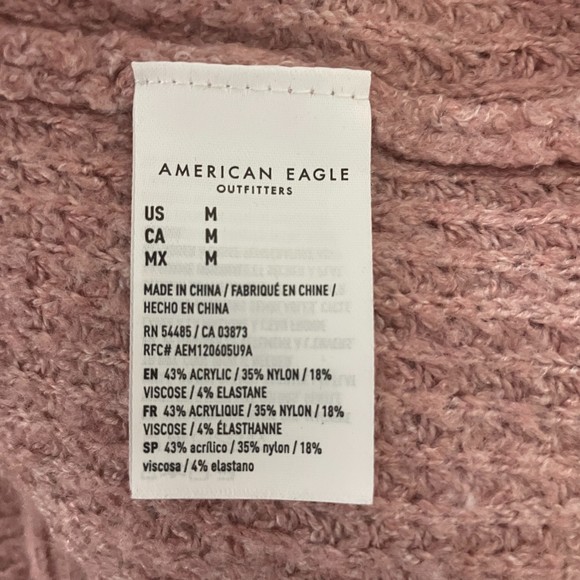 AMERICAN EAGLE
OUTFITTERS
US M
CA M
MX M
MADE IN CHINA / FABRIQUÉ EN CHINE /
HECHO EN CHINA
RN 54485 / CA 03873
RFC# AEM120605U9A
EN 43% ACRYLIC / 35% NYLON / 18%
VISCOSE / 4% ELASTANE
FR 43% ACRYLIQUE / 35% NYLON / 18%
VISCOSE / 4% ÉLASTHANNE
SP 43% acrílico / 35% nylon / 18%
viscosa / 4% elastano